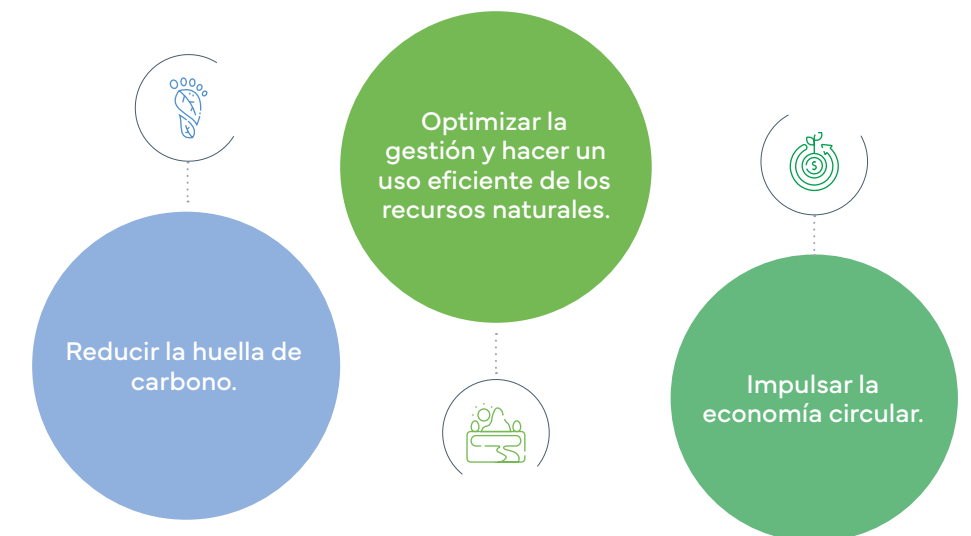 Reducir la huella de
carbono.
Optimizar la
gestión y hacer un
uso eficiente de los
recursos naturales.
Impulsar la
economía circular.
$